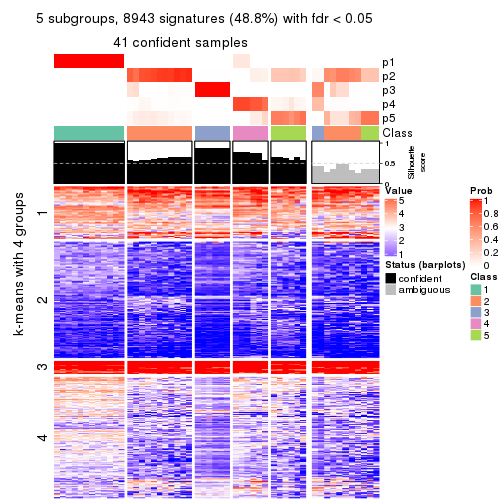 5 subgroups, 8943 signatures (48.8%) with fdr < 0.05
41 confident samples
p1
p2
p3
p4
p5
Class
1
0.5
0
Silhouette
score
k-means with 4 groups
1
2
3
4
Value
5
4
3
2
1
Status (barplots)
confident
ambiguous
Prob
1
0.8
0.6
0.4
0.2
0
Class
1
2
3
4
5